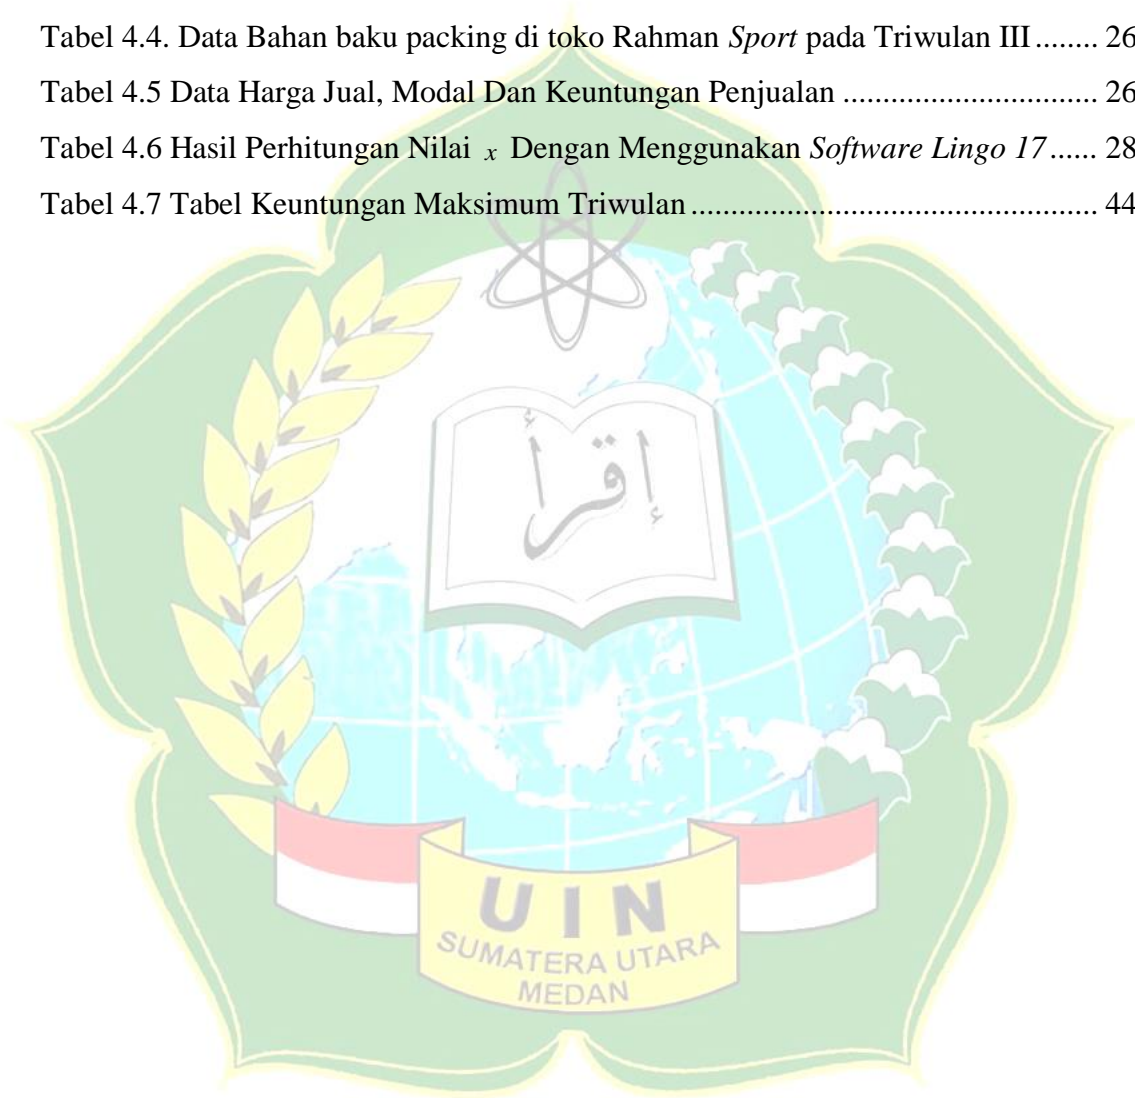 Tabel 4.4. Data Bahan baku packing di toko Rahman Sport pada Triwulan III ........ 26
Tabel 4.5 Data Harga Jual, Modal Dan Keuntungan Penjualan ................................ 26
Tabel 4.6 Hasil Perhitungan Nilai x Dengan Menggunakan Software Lingo 17 ...... 28
Tabel 4.7 Tabel Keuntungan Maksimum Triwulan ................................................... 44
إقرأ
UIN
SUMATERA UTARA
MEDAN